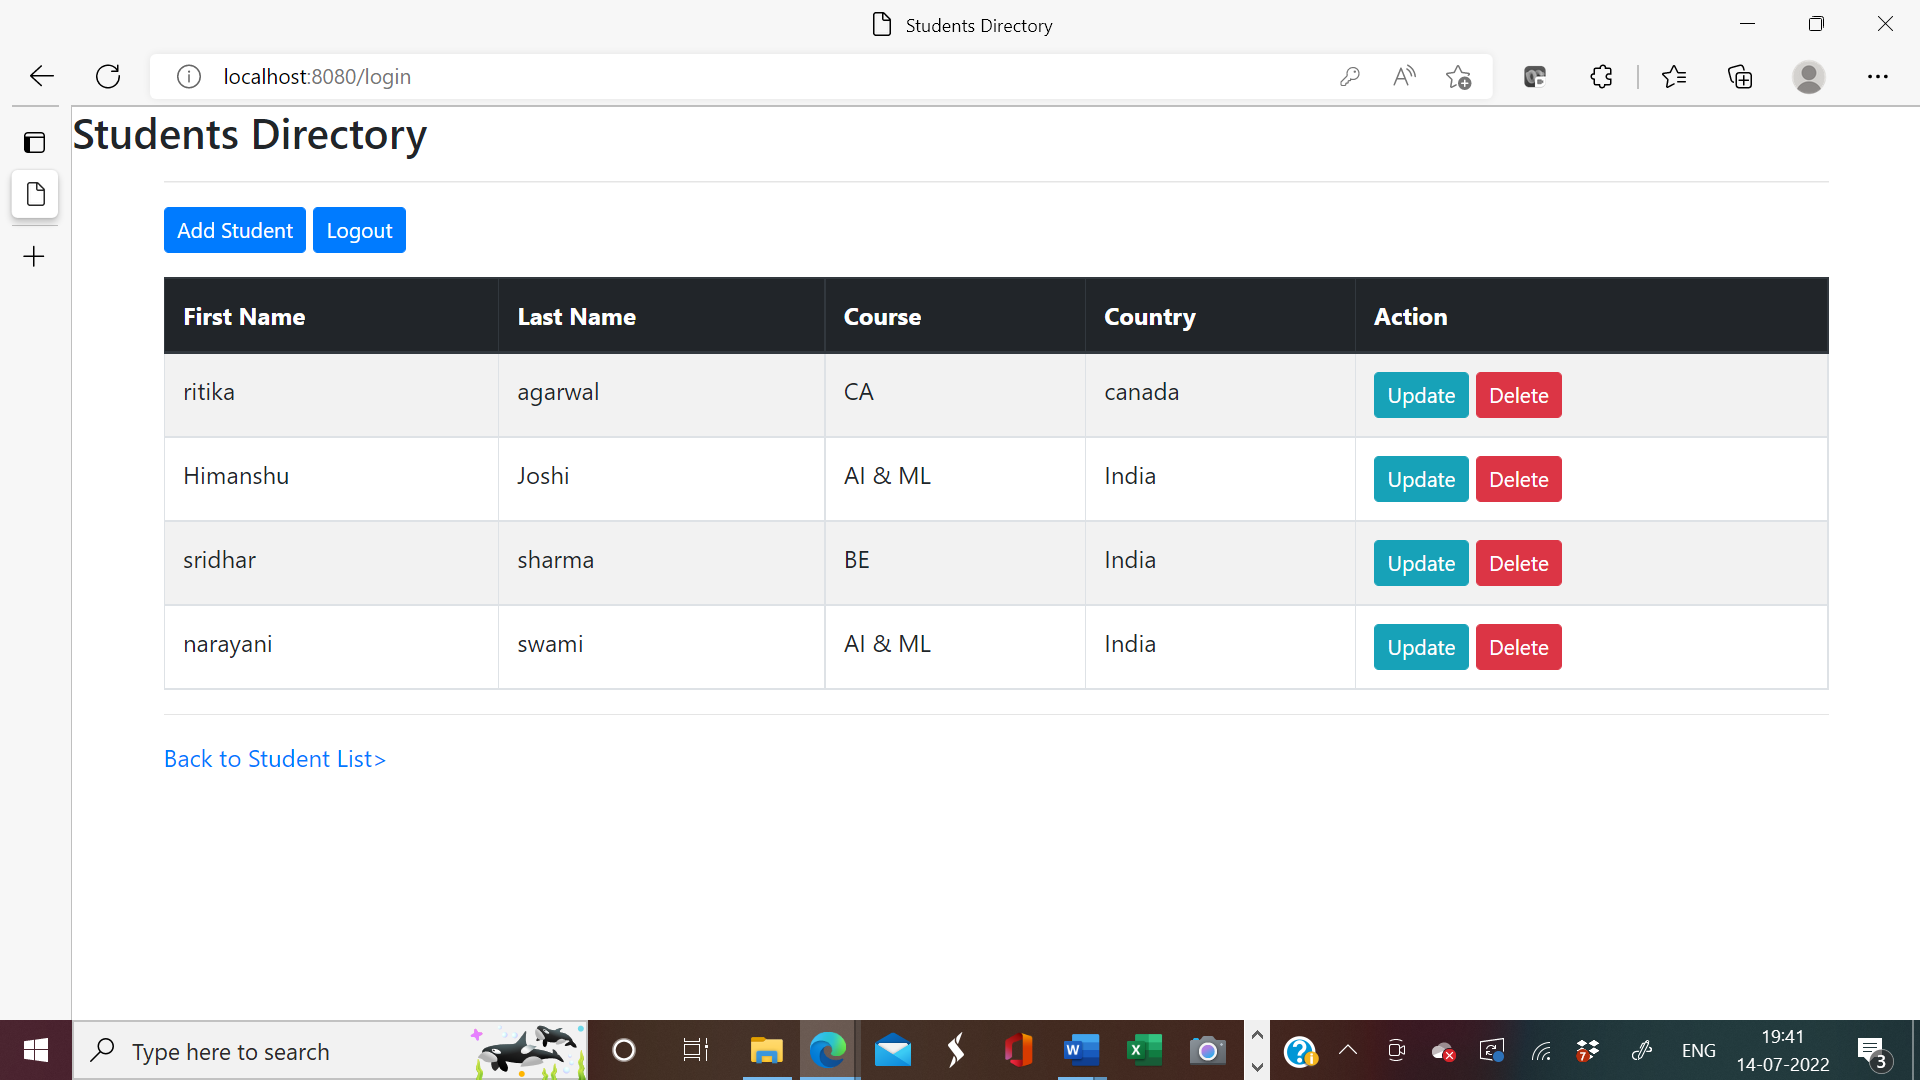 Students Directory
localhost:8080/login
Students Directory
Add Student Logout
First Name Last Name Course Country Action
ritika agarwal CA canada Update Delete
Himanshu Joshi AI & ML India Update Delete
sridhar sharma BE India Update Delete
narayani swami AI & ML India Update Delete
Back to Student List>
Type here to search
W X 7 ENG 19:41
14-07-2022 3